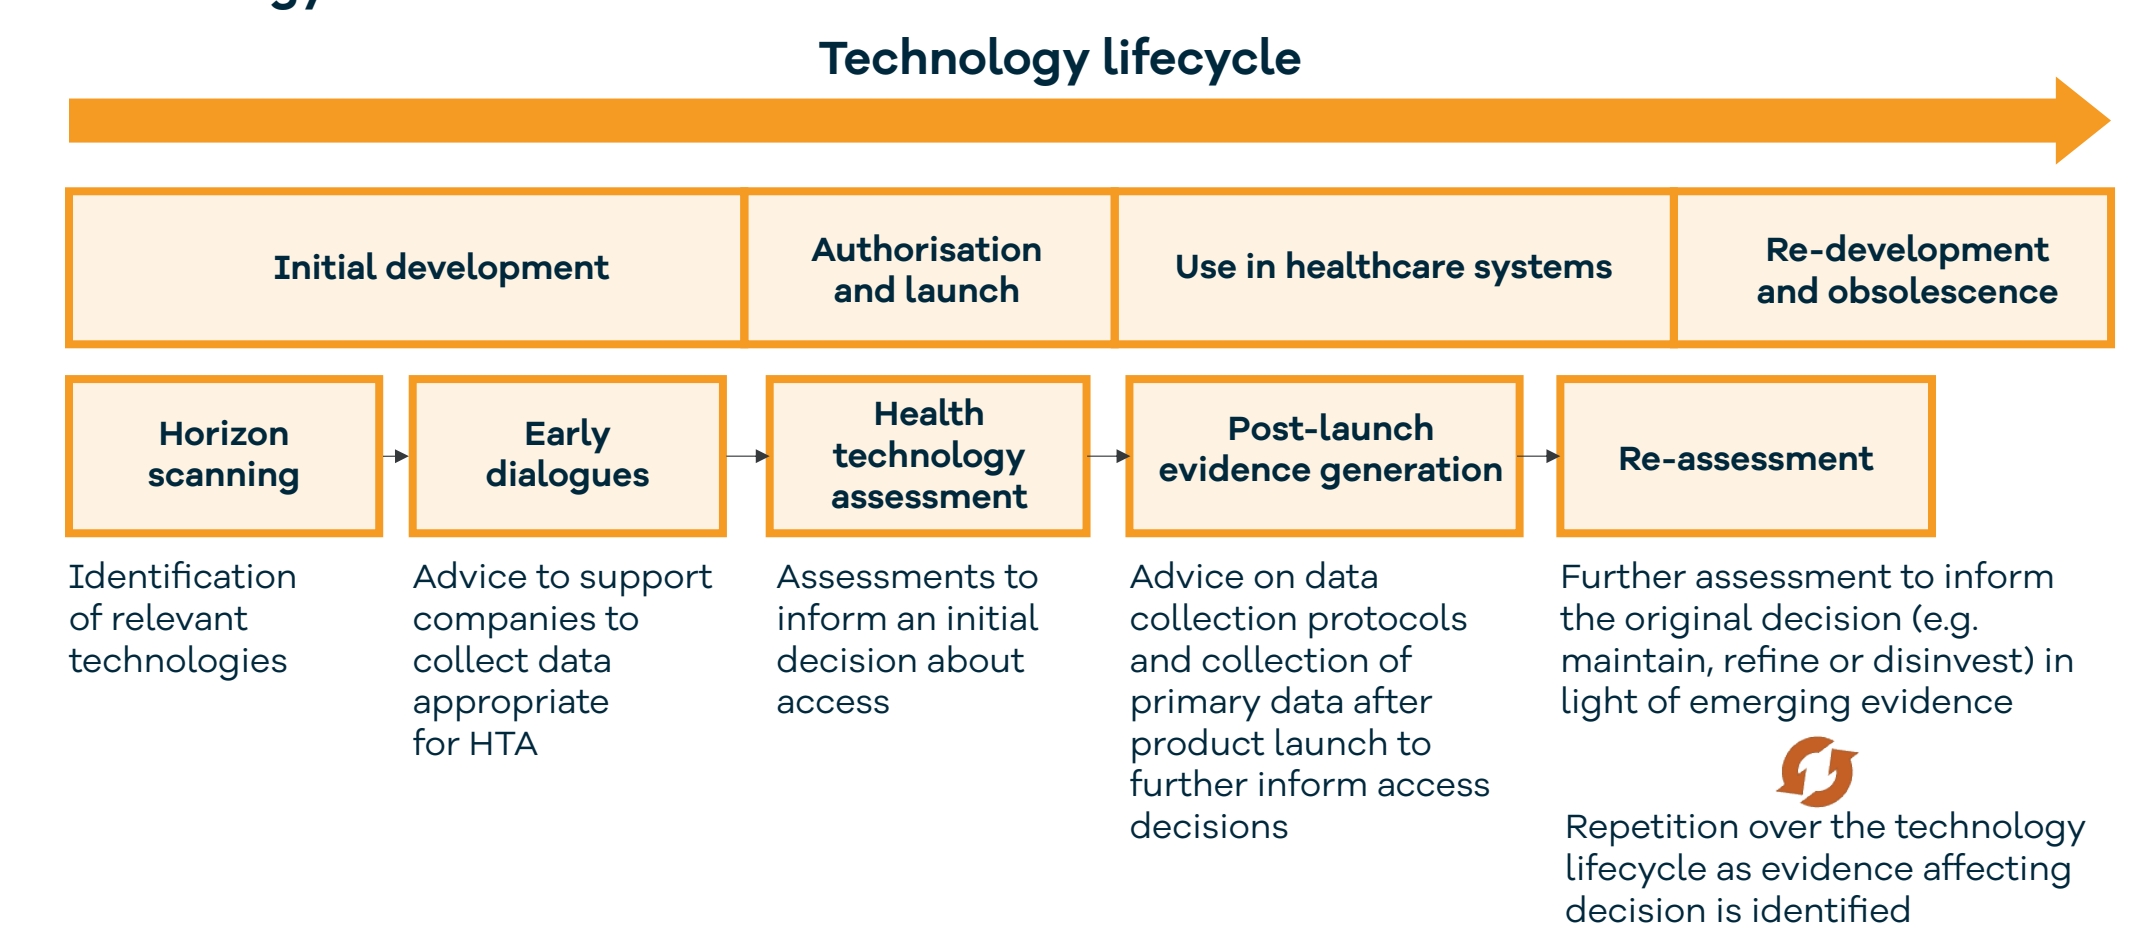 gy
Technology lifecycle
Initial development
Authorisation
and launch
Use in healthcare systems
Re-development
and obsolescence
Horizon
scanning
Early
dialogues
Health
technology
assessment
Post-launch
evidence generation
Re-assessment
Identification
of relevant
technologies
Advice to support
companies to
collect data
appropriate
for HTA
Assessments to
inform an initial
decision about
access
Advice on data
collection protocols
and collection of
primary data after
product launch to
further inform access
decisions
Further assessment to inform
the original decision (e.g.
maintain, refine or disinvest) in
light of emerging evidence
Repetition over the technology
lifecycle as evidence affecting
decision is identified